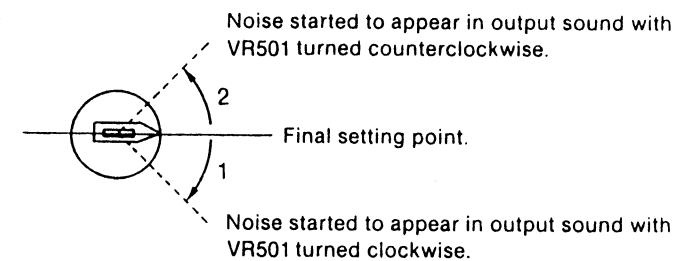 Noise started to appear in output sound with
VR501 turned counterclockwise.
2
Final setting point.
1
Noise started to appear in output sound with
VR501 turned clockwise.